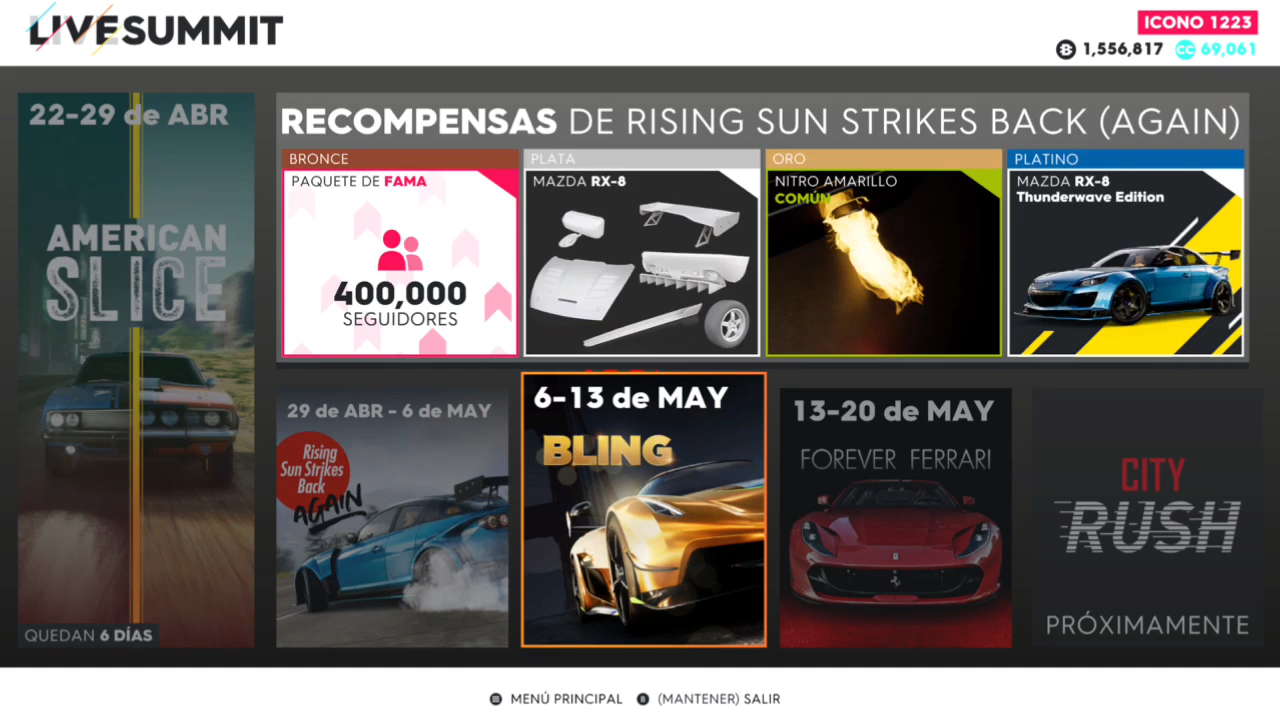 LIVESUMMIT
ICONO 1223
1,556,817
CC 69,061
22-29 de ABR
AMERICAN
SLICE
QUEDAN 6 DÍAS
RECOMPENSAS DE RISING SUN STRIKES BACK (AGAIN)
BRONCE
PAQUETE DE FAMA
400,000
SEGUIDORES
PLATA
MAZDA RX-8
ORO
NITRO AMARILLO
COMÚN
PLATINO
MAZDA RX-8
Thunderwave Edition
29 de ABR - 6 de MAY
Rising
Sun Strikes
Back
AGAIN
6-13 de MAY
BLING
13-20 de MAY
FOREVER FERRARI
CITY
RUSH
PRÓXIMAMENTE
MENÚ PRINCIPAL
B (MANTENER) SALIR